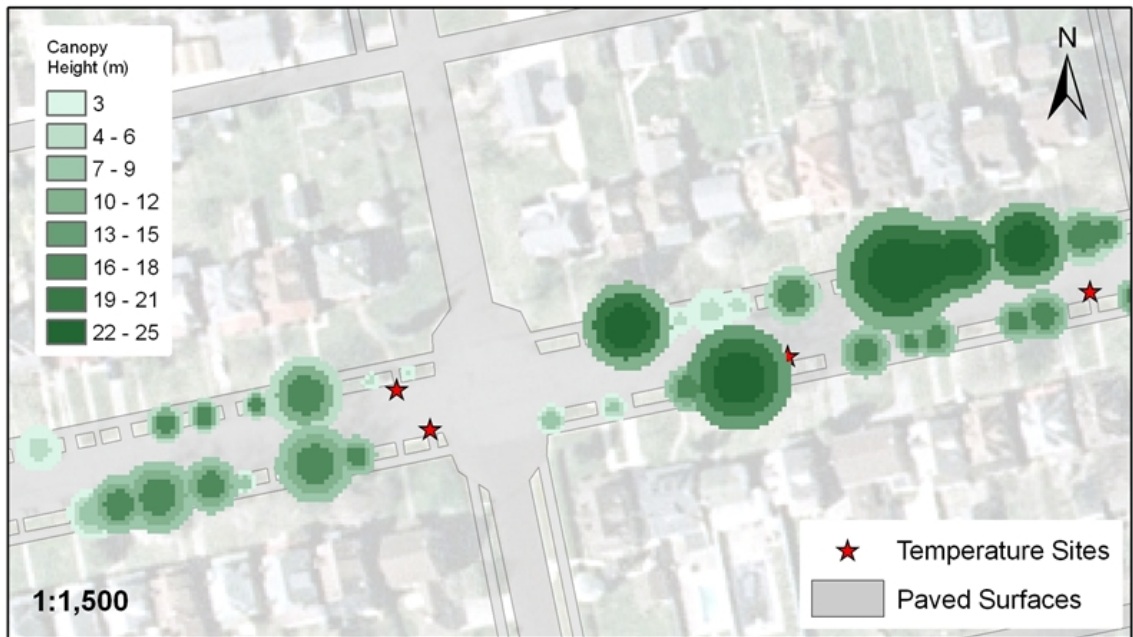 Canopy
Height (m)
3
4 - 6
7 - 9
10 - 12
13 - 15
16 - 18
19 - 21
22 - 25
N
1:1,500
Temperature Sites
Paved Surfaces